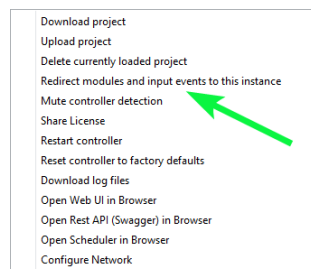 Download project
Upload project
Delete currently loaded project
Redirect modules and input events to this instance
Mute controller detection
Share License
Restart controller
Reset controller to factory defaults
Download log files
Open Web UI in Browser
Open Rest API (Swagger) in Browser
Open Scheduler in Browser
Configure Network